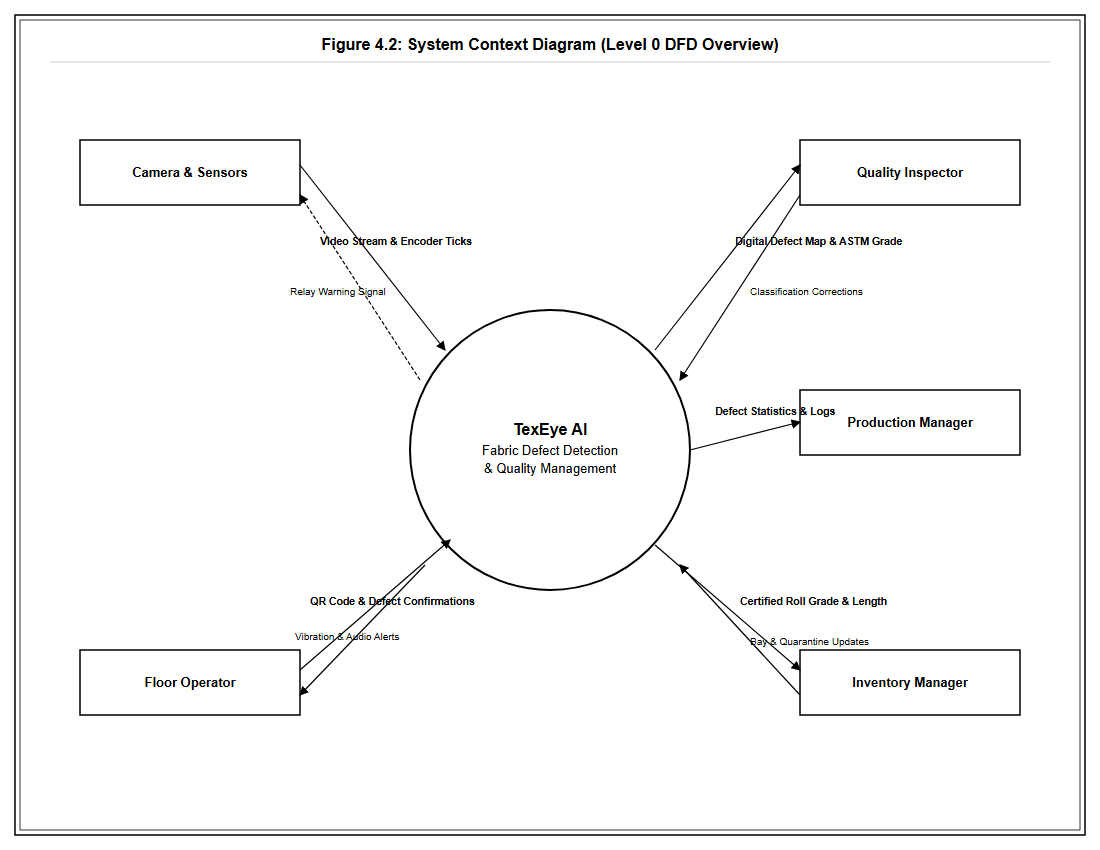 Figure 4.2: System Context Diagram (Level 0 DFD Overview)
Camera & Sensors
Quality Inspector
Video Stream & Encoder Ticks
Digital Defect Map & ASTM Grade
Relay Warning Signal
Classification Corrections
Defect Statistics & Logs
Production Manager
TexEye AI
Fabric Defect Detection
& Quality Management
QR Code & Defect Confirmations
Certified Roll Grade & Length
Vibration & Audio Alerts
Bay & Quarantine Updates
Floor Operator
Inventory Manager